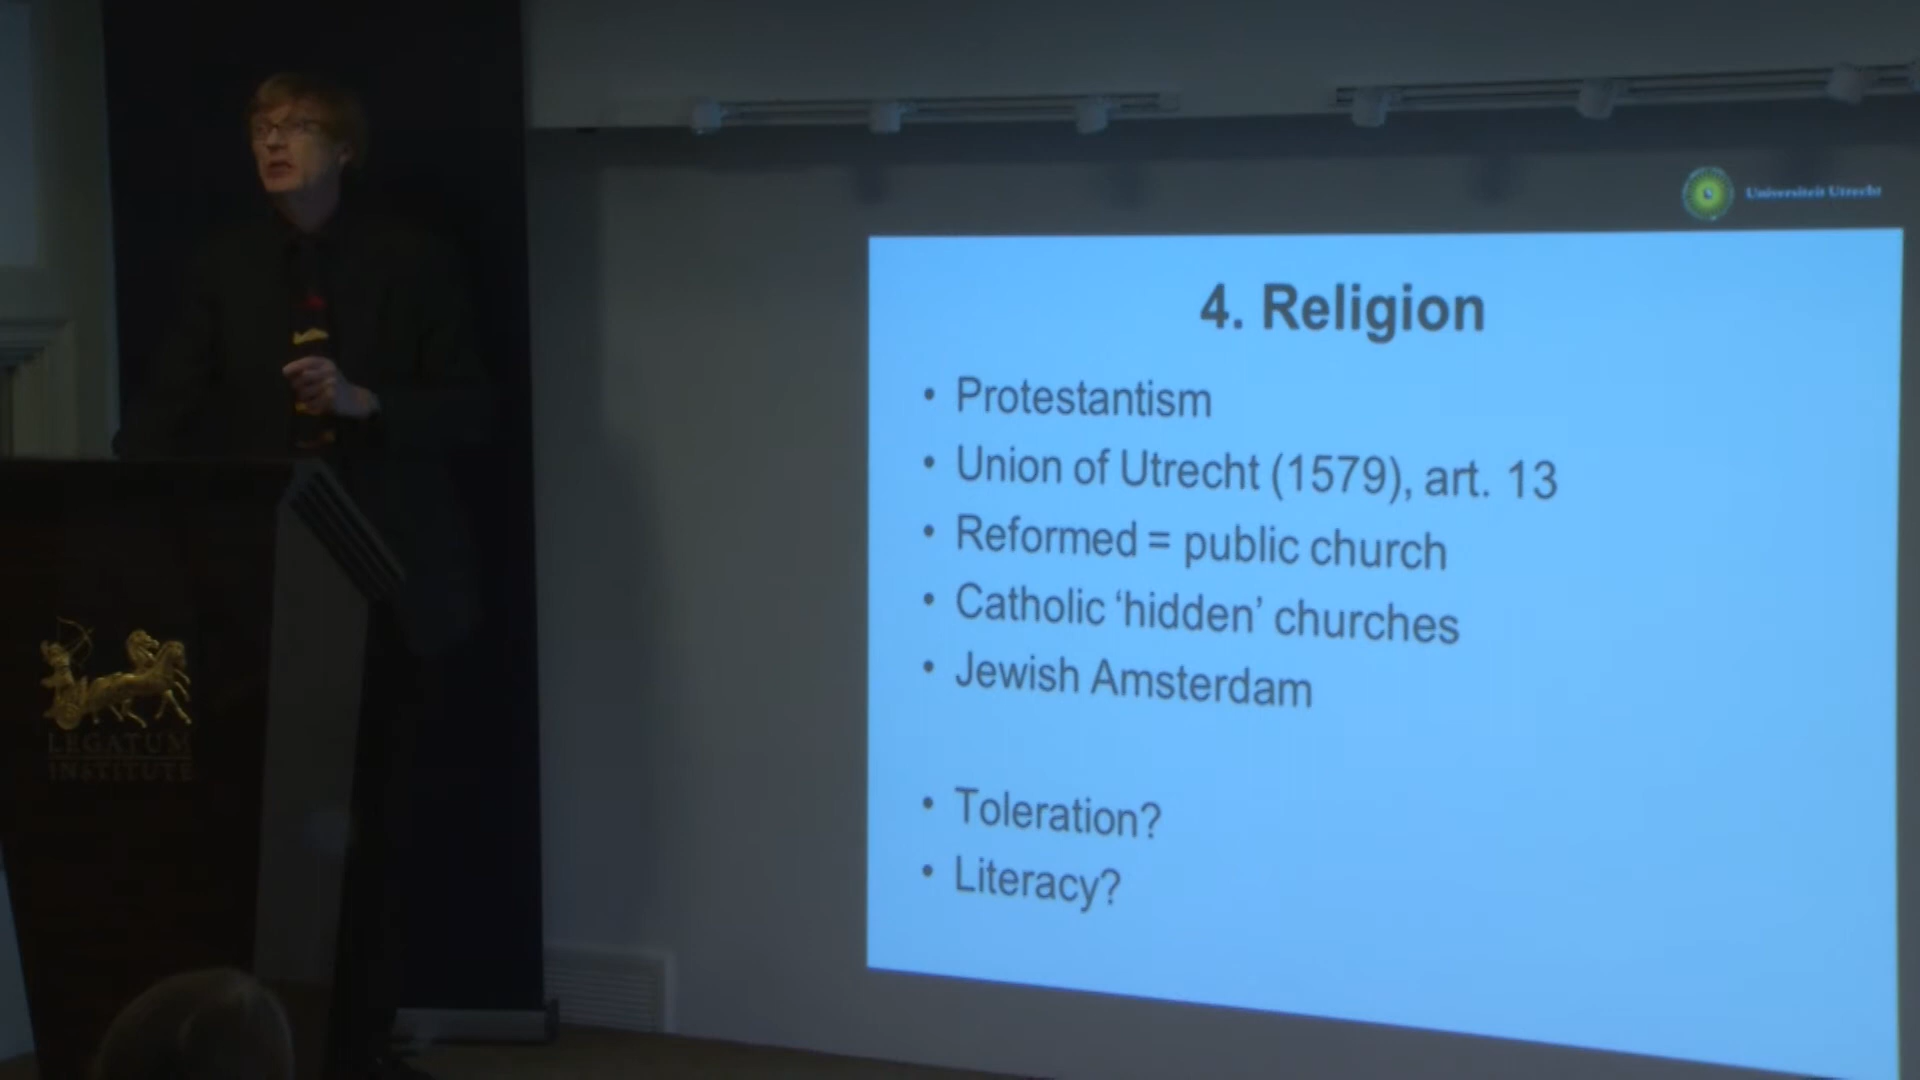 Universiteit Utrecht
4. Religion
• Protestantism
• Union of Utrecht (1579), art. 13
• Reformed = public church
• Catholic ‘hidden’ churches
• Jewish Amsterdam
• Toleration?
• Literacy?
LEGATUM
INSTITUTE